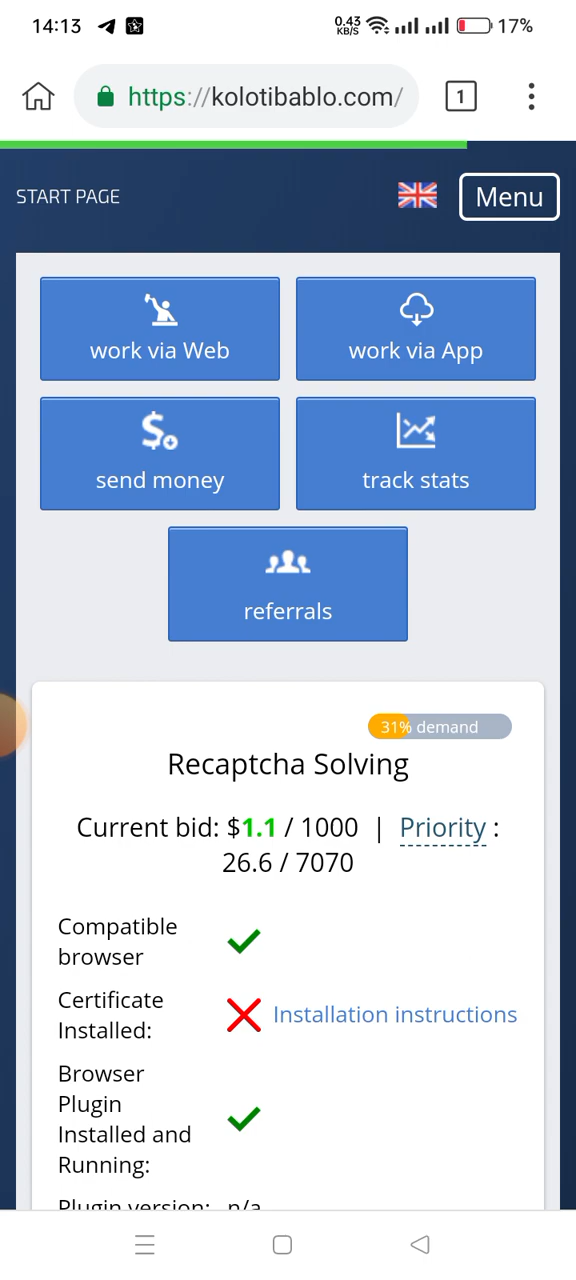 14:13
0.43 KB/S
17%
https://kolotibablo.com/
1
START PAGE
Menu
work via Web
work via App
send money
track stats
referrals
31% demand
Recaptcha Solving
Current bid: $1.1 / 1000 | Priority :
26.6 / 7070
Compatible
browser
Certificate
Installed:
Installation instructions
Browser
Plugin
Installed and
Running:
Plugin version: n/a